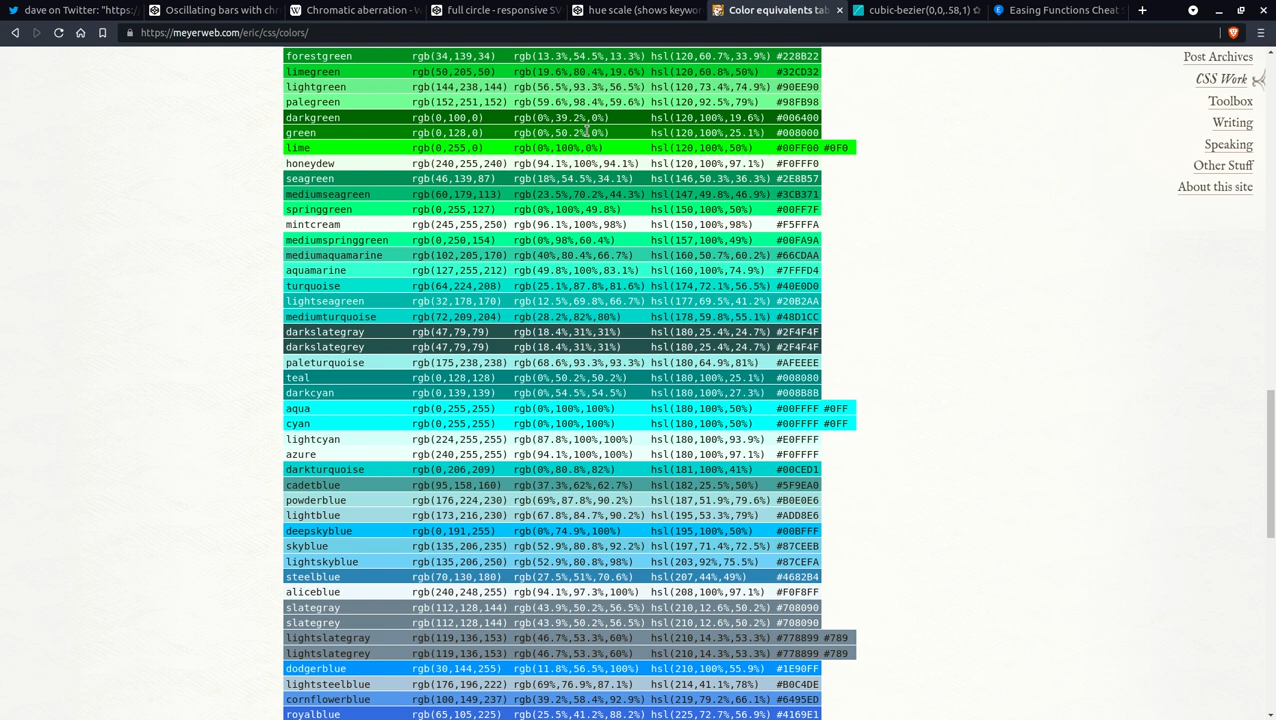 dave on Twitter: "
Oscillating bars with chr
Chromatic aberration - W
full circle - responsive SV
hue scale (shows keywor
Color equivalents tab
cubic-bezier(0,0,.58,1)
Easing Functions Cheat S
https://meyerweb.com/eric/css/colors/
forestgreen rgb(34,139,34) rgb(13.3%,54.5%,13.3%) hsl(120,60.7%,33.9%) #228B22
limegreen rgb(50,205,50) rgb(19.6%,80.4%,19.6%) hsl(120,60.8%,50%) #32CD32
lightgreen rgb(144,238,144) rgb(56.5%,93.3%,56.5%) hsl(120,73.4%,74.9%) #90EE90
palegreen rgb(152,251,152) rgb(59.6%,98.4%,59.6%) hsl(120,92.5%,79%) #98FB98
darkgreen rgb(0,100,0) rgb(0%,39.2%,0%) hsl(120,100%,19.6%) #006400
green rgb(0,128,0) rgb(0%,50.2%,0%) hsl(120,100%,25.1%) #008000
lime rgb(0,255,0) rgb(0%,100%,0%) hsl(120,100%,50%) #00FF00 #0F0
honeydew rgb(240,255,240) rgb(94.1%,100%,94.1%) hsl(120,100%,97.1%) #F0FFF0
seagreen rgb(46,139,87) rgb(18%,54.5%,34.1%) hsl(146,50.3%,36.3%) #2E8B57
mediumseagreen rgb(60,179,113) rgb(23.5%,70.2%,44.3%) hsl(147,49.8%,46.9%) #3CB371
springgreen rgb(0,255,127) rgb(0%,100%,49.8%) hsl(150,100%,50%) #00FF7F
mintcream rgb(245,255,250) rgb(96.1%,100%,98%) hsl(150,100%,98%) #F5FFFA
mediumspringgreen rgb(0,250,154) rgb(0%,98%,60.4%) hsl(157,100%,49%) #00FA9A
mediumaquamarine rgb(102,205,170) rgb(40%,80.4%,66.7%) hsl(160,50.7%,60.2%) #66CDAA
aquamarine rgb(127,255,212) rgb(49.8%,100%,83.1%) hsl(160,100%,74.9%) #7FFFD4
turquoise rgb(64,224,208) rgb(25.1%,87.8%,81.6%) hsl(174,72.1%,56.5%) #40E0D0
lightseagreen rgb(32,178,170) rgb(12.5%,69.8%,66.7%) hsl(177,69.5%,41.2%) #20B2AA
mediumturquoise rgb(72,209,204) rgb(28.2%,82%,80%) hsl(178,59.8%,55.1%) #48D1CC
darkslategray rgb(47,79,79) rgb(18.4%,31%,31%) hsl(180,25.4%,24.7%) #2F4F4F
darkslategrey rgb(47,79,79) rgb(18.4%,31%,31%) hsl(180,25.4%,24.7%) #2F4F4F
paleturquoise rgb(175,238,238) rgb(68.6%,93.3%,93.3%) hsl(180,64.9%,81%) #AFEEEE
teal rgb(0,128,128) rgb(0%,50.2%,50.2%) hsl(180,100%,25.1%) #008080
darkcyan rgb(0,139,139) rgb(0%,54.5%,54.5%) hsl(180,100%,27.3%) #008B8B
aqua rgb(0,255,255) rgb(0%,100%,100%) hsl(180,100%,50%) #00FFFF #0FF
cyan rgb(0,255,255) rgb(0%,100%,100%) hsl(180,100%,50%) #00FFFF #0FF
lightcyan rgb(224,255,255) rgb(87.8%,100%,100%) hsl(180,100%,93.9%) #E0FFFF
azure rgb(240,255,255) rgb(94.1%,100%,100%) hsl(180,100%,97.1%) #F0FFFF
darkturquoise rgb(0,206,209) rgb(0%,80.8%,82%) hsl(181,100%,41%) #00CED1
cadetblue rgb(95,158,160) rgb(37.3%,62%,62.7%) hsl(182,25.5%,50%) #5F9EA0
powderblue rgb(176,224,230) rgb(69%,87.8%,90.2%) hsl(187,51.9%,79.6%) #B0E0E6
lightblue rgb(173,216,230) rgb(67.8%,84.7%,90.2%) hsl(195,53.3%,79%) #ADD8E6
deepskyblue rgb(0,191,255) rgb(0%,74.9%,100%) hsl(195,100%,50%) #00BFFF
skyblue rgb(135,206,235) rgb(52.9%,80.8%,92.2%) hsl(197,71.4%,72.5%) #87CEEB
lightskyblue rgb(135,206,250) rgb(52.9%,80.8%,98%) hsl(203,92%,75.5%) #87CEFA
steelblue rgb(70,130,180) rgb(27.5%,51%,70.6%) hsl(207,44%,49%) #4682B4
aliceblue rgb(240,248,255) rgb(94.1%,97.3%,100%) hsl(208,100%,97.1%) #F0F8FF
slategray rgb(112,128,144) rgb(43.9%,50.2%,56.5%) hsl(210,12.6%,50.2%) #708090
slategrey rgb(112,128,144) rgb(43.9%,50.2%,56.5%) hsl(210,12.6%,50.2%) #708090
lightslategray rgb(119,136,153) rgb(46.7%,53.3%,60%) hsl(210,14.3%,53.3%) #778899 #789
lightslategrey rgb(119,136,153) rgb(46.7%,53.3%,60%) hsl(210,14.3%,53.3%) #778899 #789
dodgerblue rgb(30,144,255) rgb(11.8%,56.5%,100%) hsl(210,100%,55.9%) #1E90FF
lightsteelblue rgb(176,196,222) rgb(69%,76.9%,87.1%) hsl(214,41.1%,78%) #B0C4DE
cornflowerblue rgb(100,149,237) rgb(39.2%,58.4%,92.9%) hsl(219,79.2%,66.1%) #6495ED
royalblue rgb(65,105,225) rgb(25.5%,41.2%,88.2%) hsl(225,72.7%,56.9%) #4169E1
Post Archives
CSS Work
Toolbox
Writing
Speaking
Other Stuff
About this site